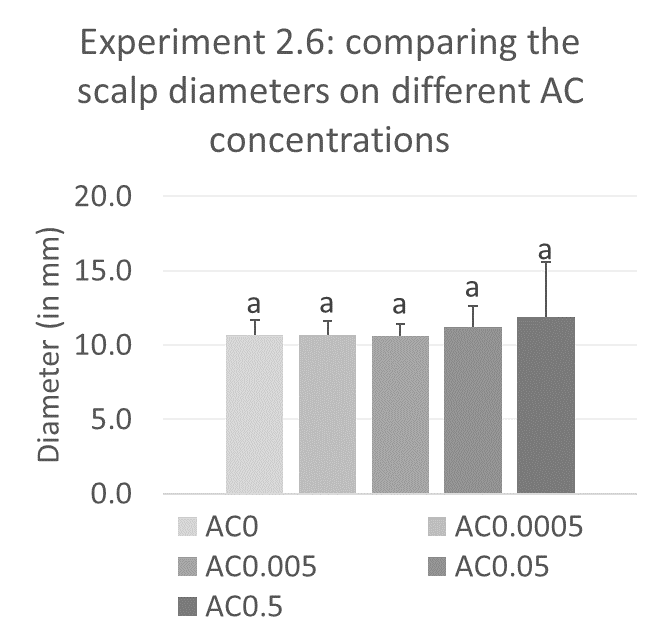 Experiment 2.6: comparing the
scalp diameters on different AC
concentrations
Diameter (in mm)
20.0
15.0
10.0
5.0
0.0
a a a a a
AC0 AC0.0005
AC0.005 AC0.05
AC0.5